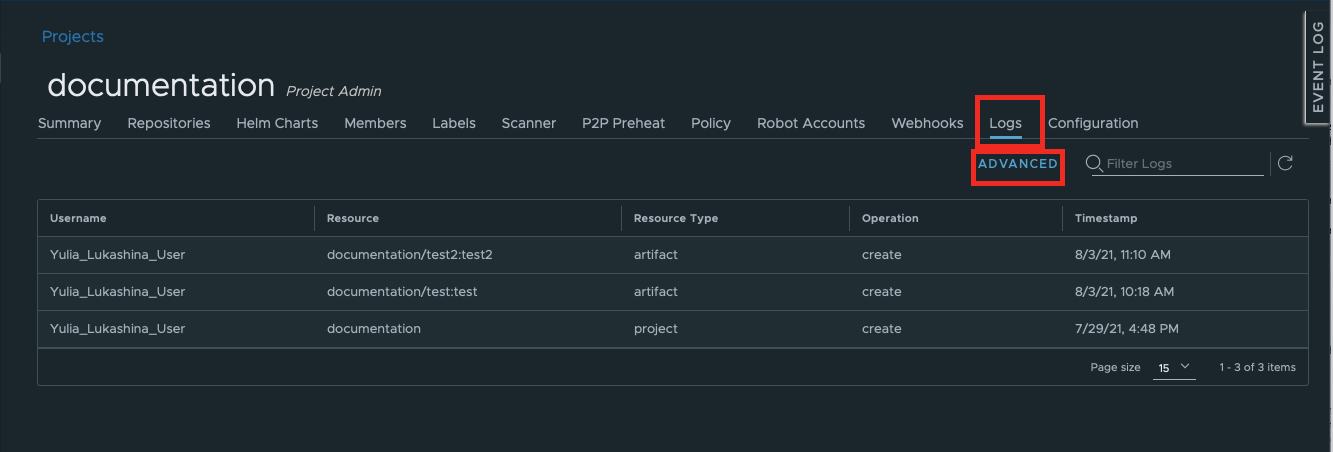 Projects
EVENT LOG
documentation Project Admin
Summary Repositories Helm Charts Members Labels Scanner P2P Preheat Policy Robot Accounts Webhooks Logs Configuration
ADVANCED Filter Logs
Username Resource Resource Type Operation Timestamp
Yulia_Lukashina_User documentation/test2:test2 artifact create 8/3/21, 11:10 AM
Yulia_Lukashina_User documentation/test:test artifact create 8/3/21, 10:18 AM
Yulia_Lukashina_User documentation project create 7/29/21, 4:48 PM
Page size 15 1 - 3 of 3 items